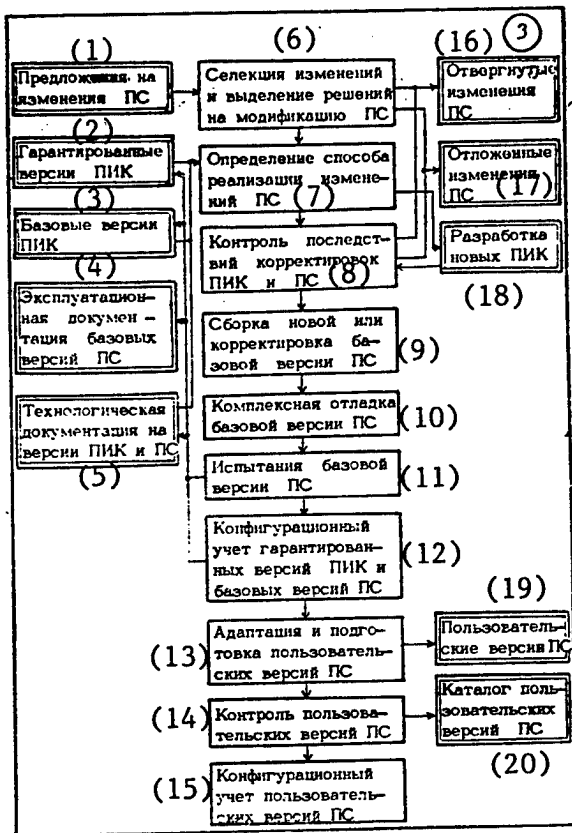 (1)
Предложения на
изменения ПС
(2)
Гарантированные
версии ПИК
(3)
Базовые версии
ПИК
(4)
Эксплуатацион-
ная докумен-
тация базовых
версий ПС
Технологическая
документация на
версии ПИК и ПС
(5)
(6)
Селекция изменений
и выделение решений
на модификацию ПС
Определение способа
реализации измене-
ний ПС (7)
Контроль последст-
вий корректировок
ПИК и ПС (8)
Сборка новой или
корректировка ба-
зовой версии ПС
(9)
Комплексная отладка
базовой версии ПС
(10)
Испытания базовой
версии ПС
(11)
Конфигурационный
учет гарантирован-
ных версий ПИК и
базовых версий ПС
(12)
Адаптация и подго-
товка пользователь-
ских версий ПС
(13)
Контроль пользова-
тельских версий ПС
(14)
Конфигурационный
учет пользователь-
ских версий ПС
(15)
(16)
3
Отвергнутые
изменения
ПС
Отложенные
изменения
ПС (17)
Разработка
новых ПИК
(18)
(19)
Пользователь-
ские версии ПС
Каталог поль-
зовательских
версий ПС
(20)